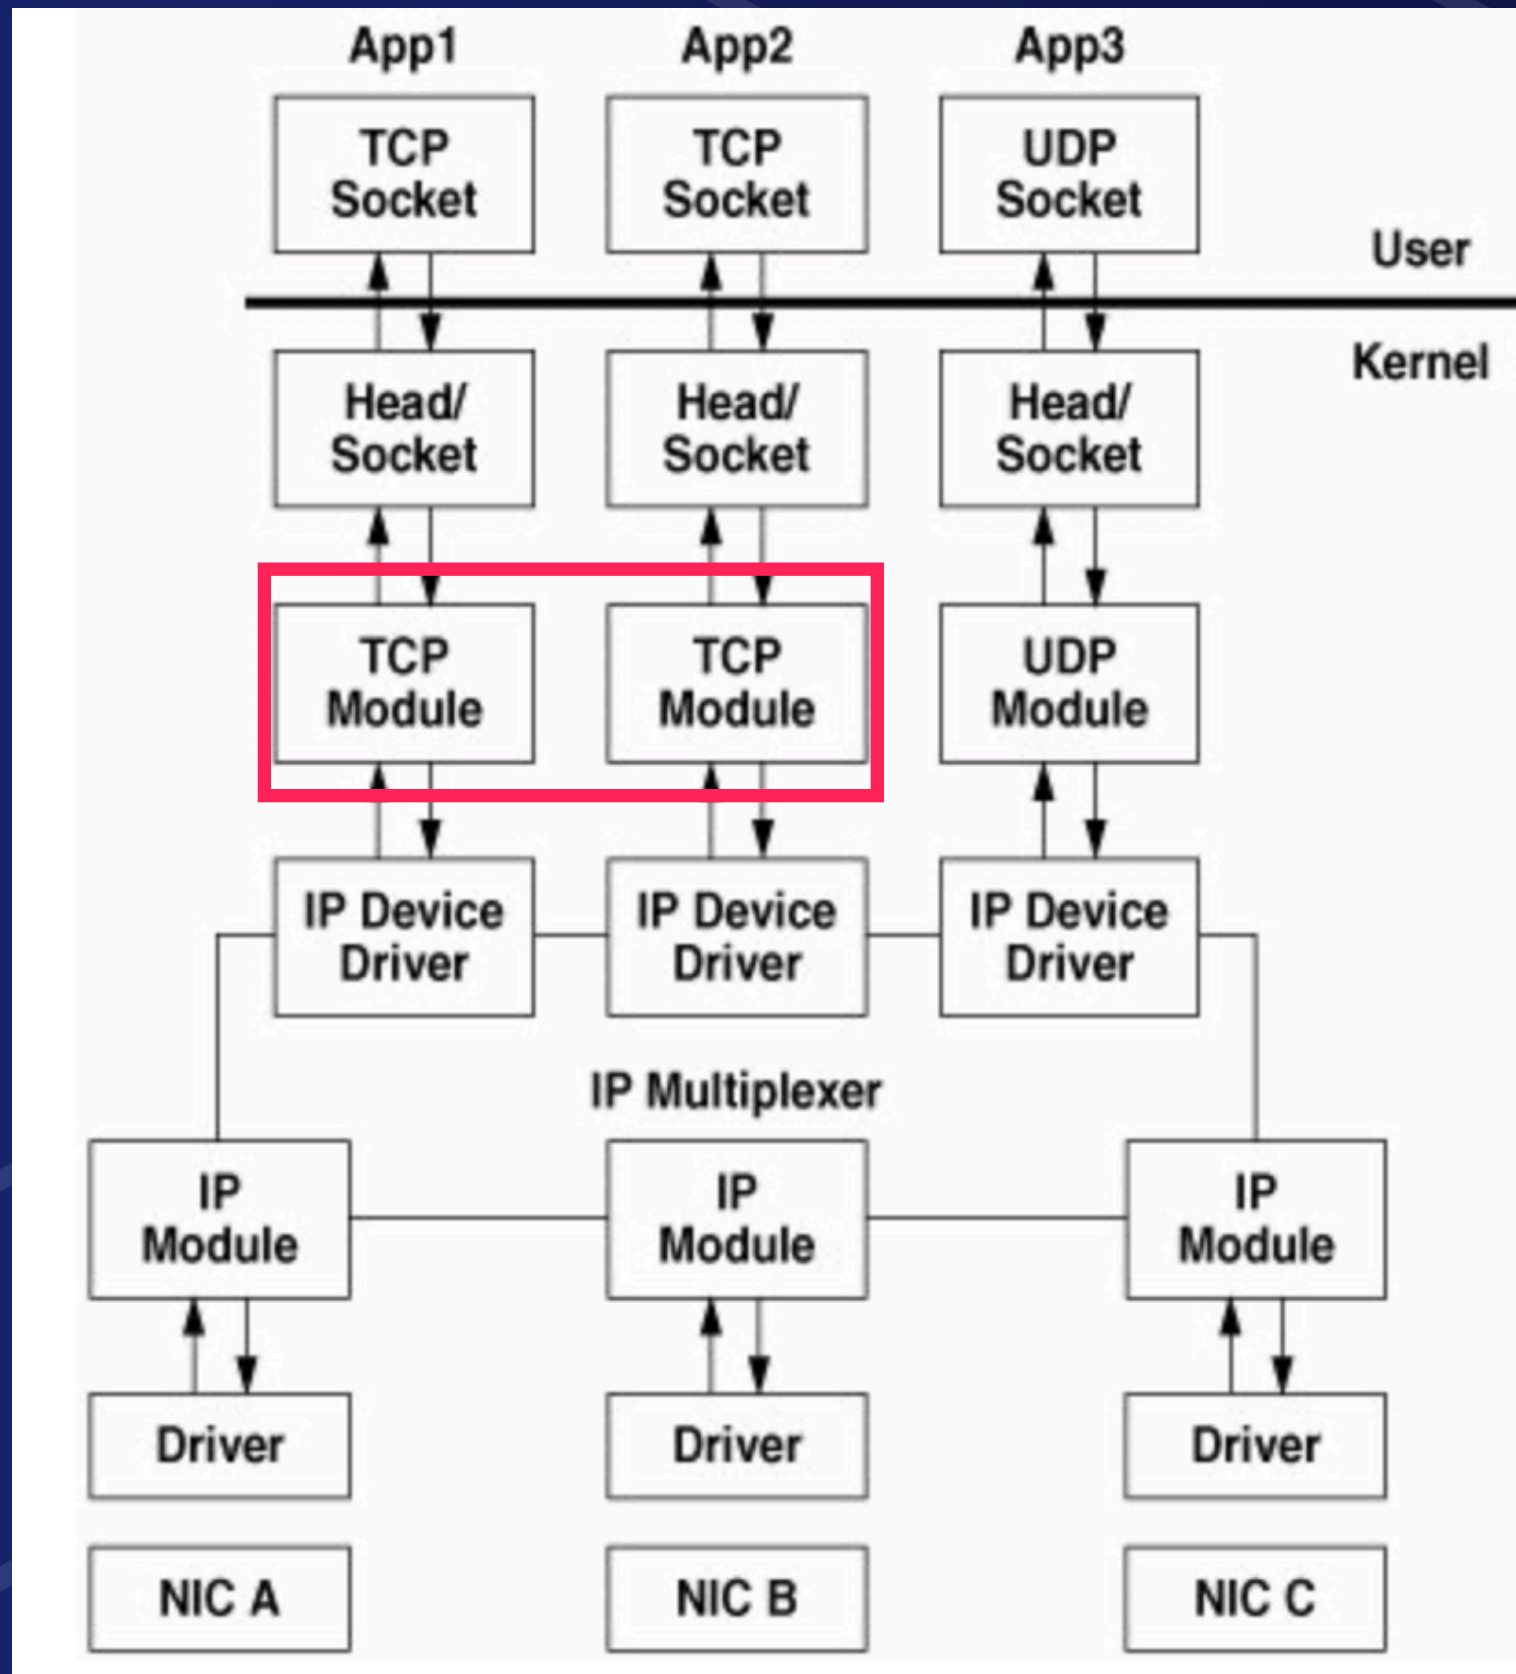 App1
App2
App3
TCP
Socket
TCP
Socket
UDP
Socket
User
Kernel
Head/
Socket
Head/
Socket
Head/
Socket
TCP
Module
TCP
Module
UDP
Module
IP Device
Driver
IP Device
Driver
IP Device
Driver
IP Multiplexer
IP
Module
IP
Module
IP
Module
Driver
Driver
Driver
NIC A
NIC B
NIC C